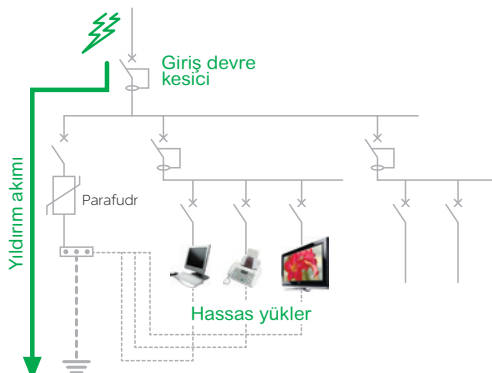 Giriş devre
kesici
Yıldırım akımı
Parafudr
Hassas yükler